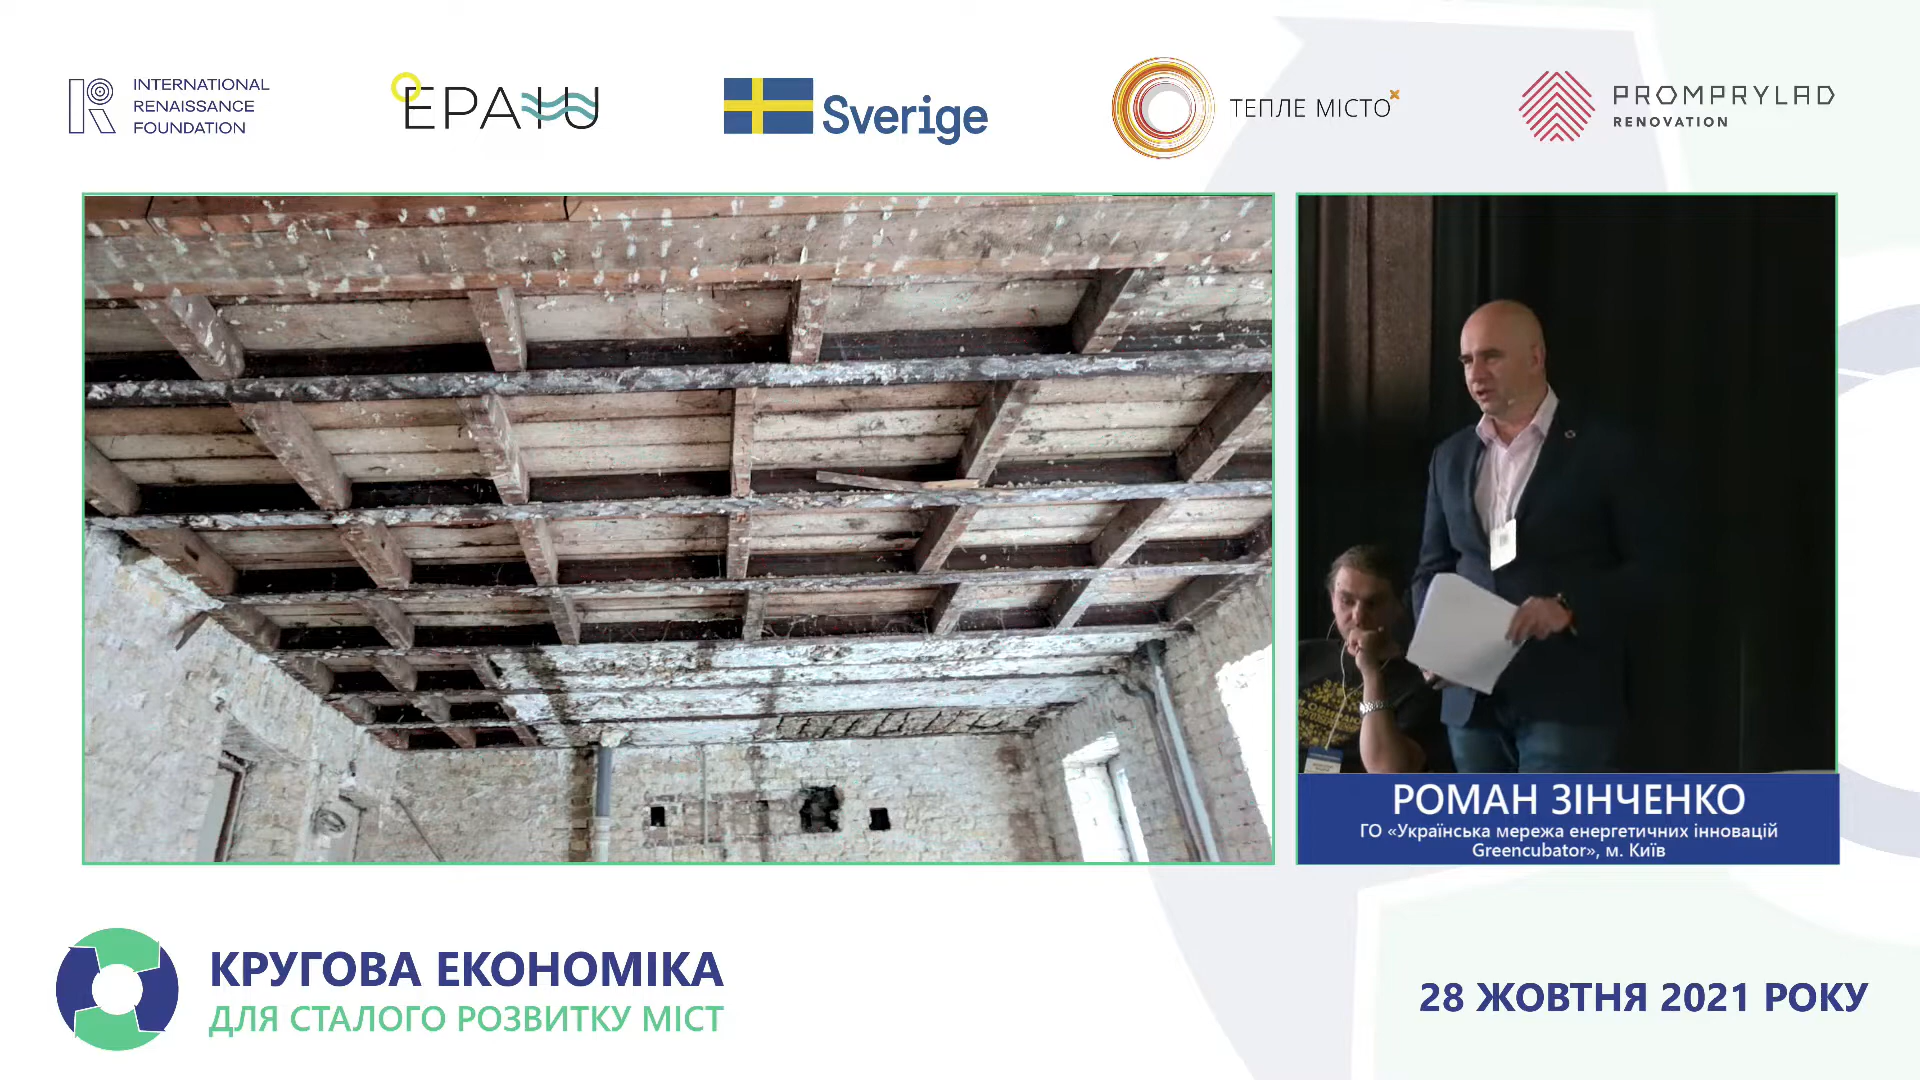 INTERNATIONAL
RENAISSANCE
FOUNDATION
EPAIU
Sverige
ТЕПЛЕ МІСТО
PROMPRYLAD
RENOVATION
РОМАН ЗІНЧЕНКО
ГО «Українська мережа енергетичних інновацій
Greencubator», м. Київ
КРУГОВА ЕКОНОМІКА
ДЛЯ СТАЛОГО РОЗВИТКУ МІСТ
28 ЖОВТНЯ 2021 РОКУ